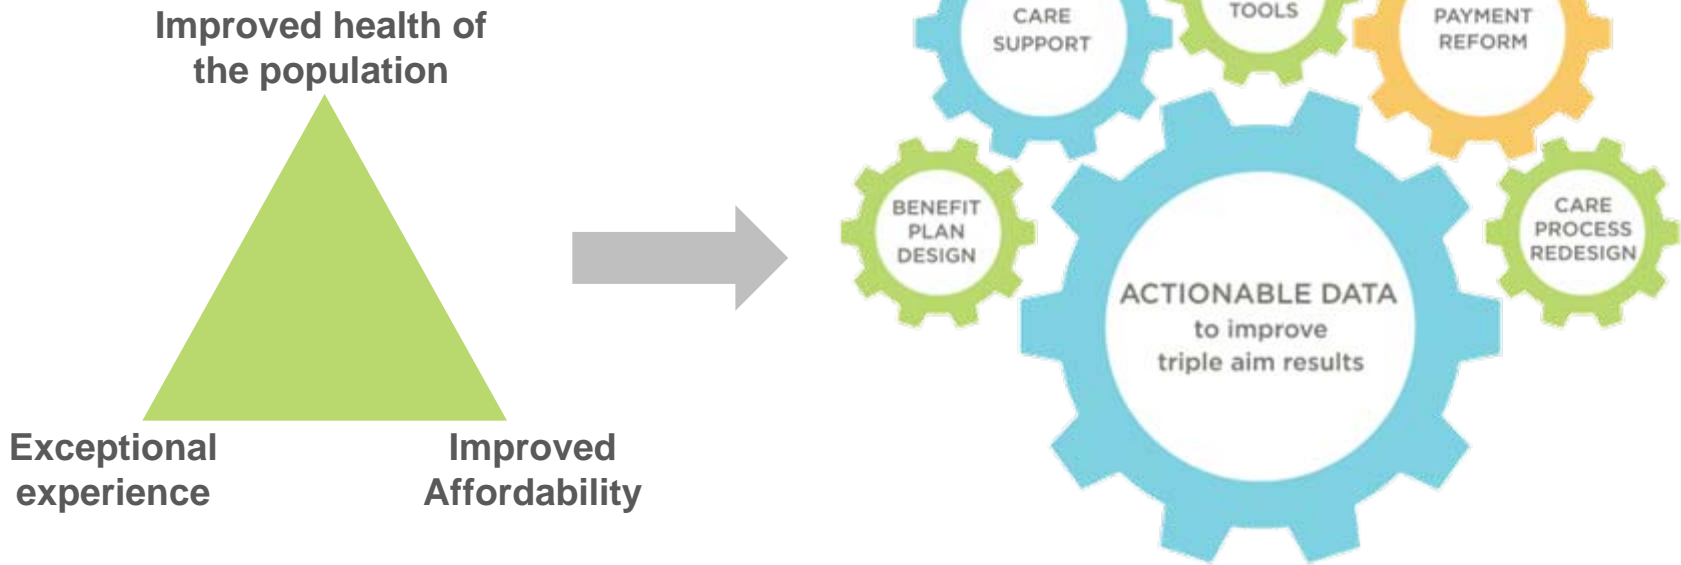 Improved health of
the population
Exceptional
experience
Improved
Affordability
CARE
SUPPORT
TOOLS
PAYMENT
REFORM
BENEFIT
PLAN
DESIGN
CARE
PROCESS
REDESIGN
ACTIONABLE DATA
to improve
triple aim results